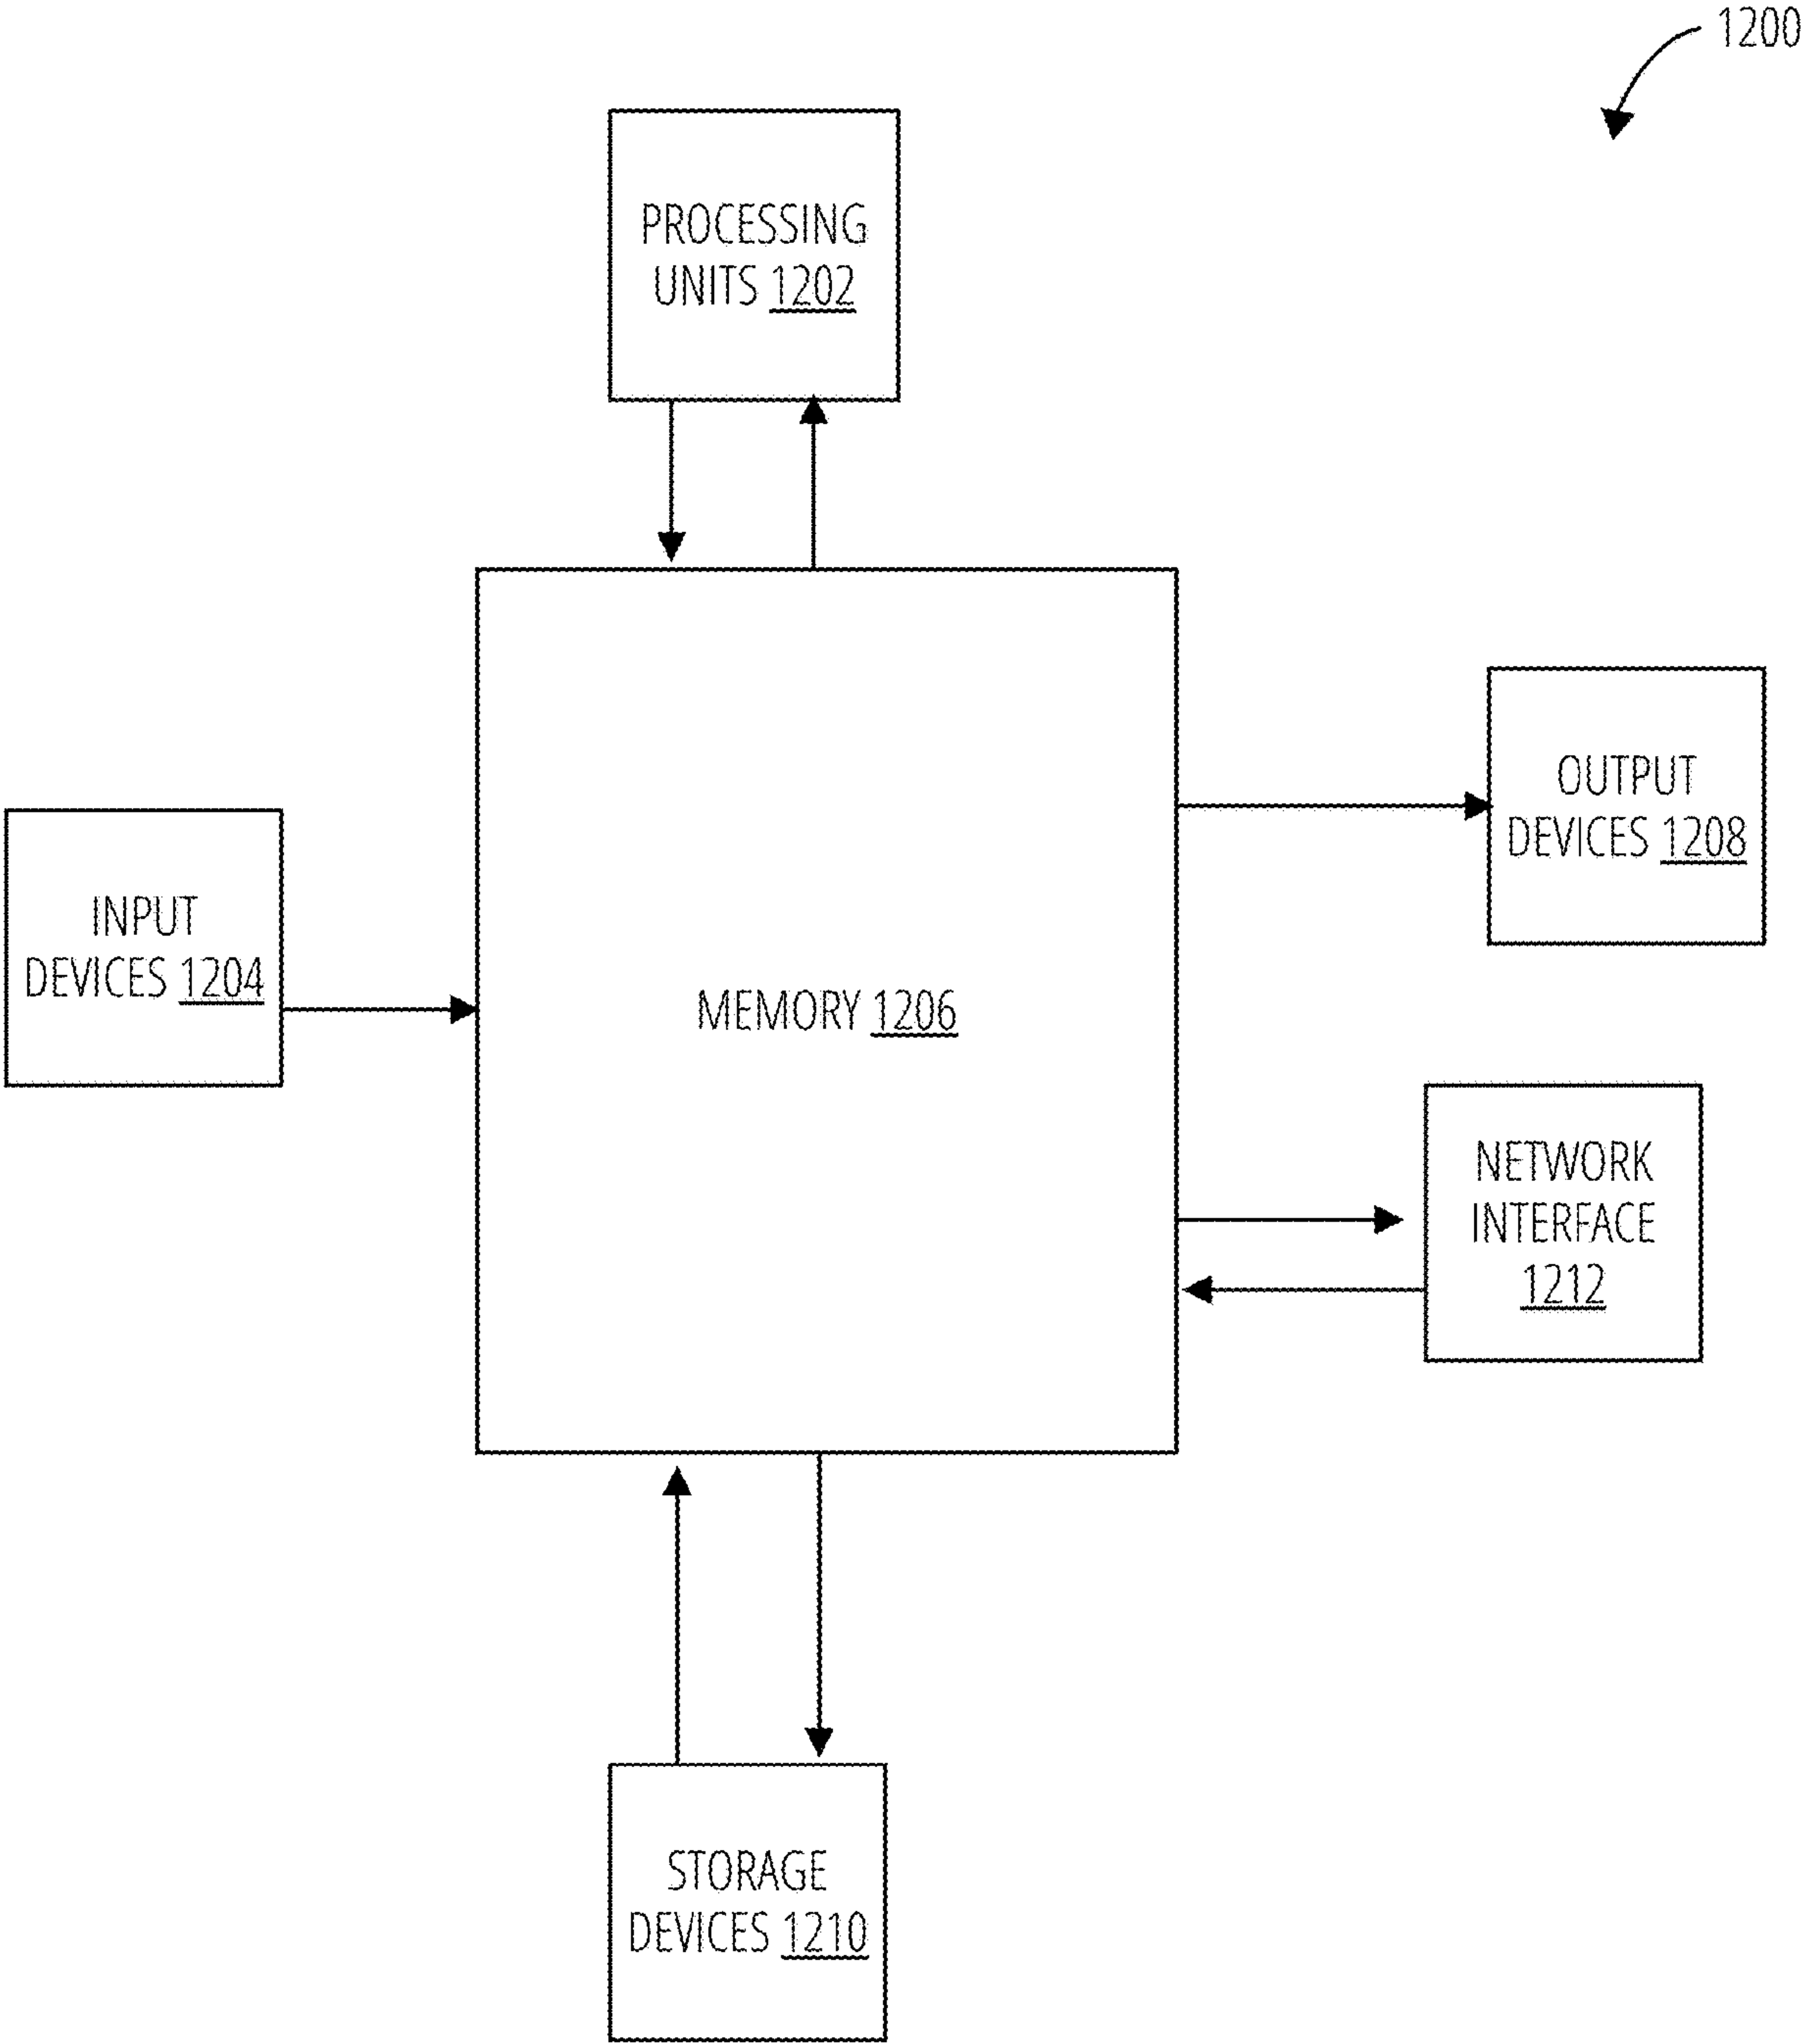 1200
PROCESSING
UNITS 1202
OUTPUT
DEVICES 1208
INPUT
DEVICES 1204
MEMORY 1206
NETWORK
INTERFACE
1212
STORAGE
DEVICES 1210